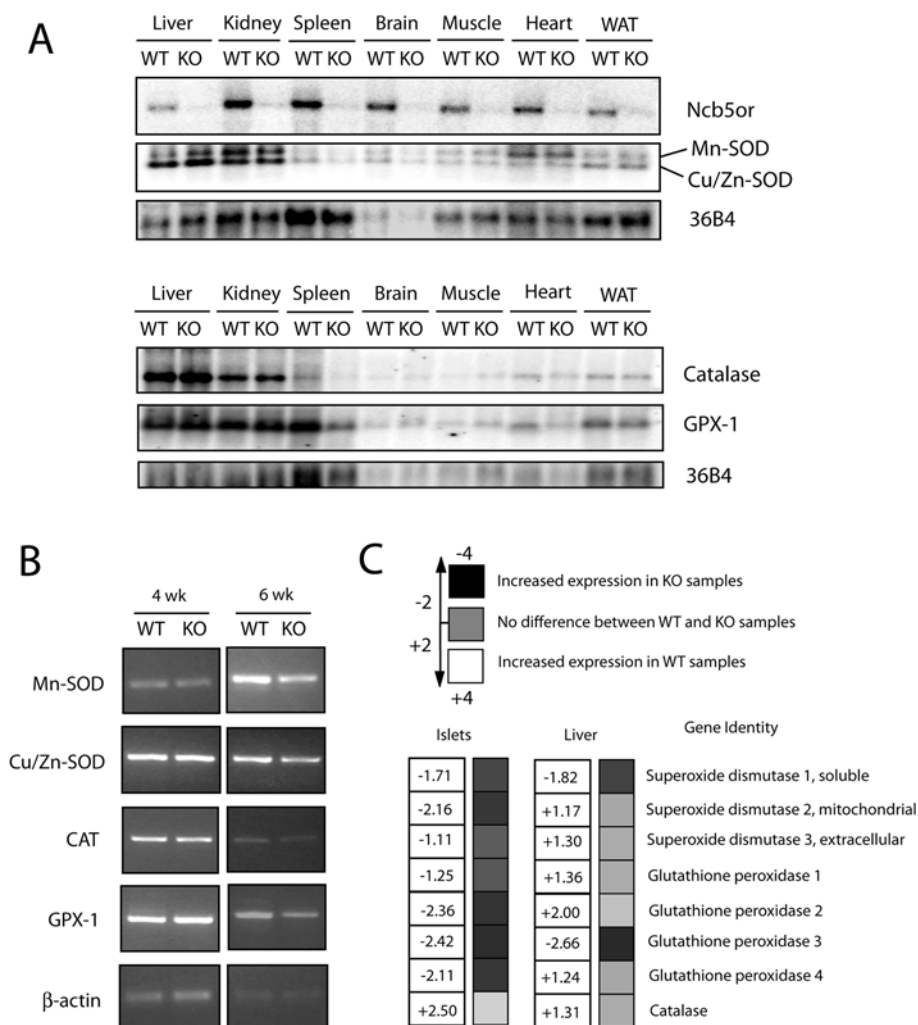 A
Liver Kidney Spleen Brain Muscle Heart WAT
WT KO WT KO WT KO WT KO WT KO WT KO WT KO
Ncb5or
Mn-SOD
Cu/Zn-SOD
36B4
Liver Kidney Spleen Brain Muscle Heart WAT
WT KO WT KO WT KO WT KO WT KO WT KO WT KO
Catalase
GPX-1
36B4
B
4 wk 6 wk
WT KO WT KO
Mn-SOD
Cu/Zn-SOD
CAT
GPX-1
β-actin
C
-4
Increased expression in KO samples
-2
No difference between WT and KO samples
+2
Increased expression in WT samples
+4
Islets Liver Gene Identity
-1.71 -1.82 Superoxide dismutase 1, soluble
-2.16 +1.17 Superoxide dismutase 2, mitochondrial
-1.11 +1.30 Superoxide dismutase 3, extracellular
-1.25 +1.36 Glutathione peroxidase 1
-2.36 +2.00 Glutathione peroxidase 2
-2.42 -2.66 Glutathione peroxidase 3
-2.11 +1.24 Glutathione peroxidase 4
+2.50 +1.31 Catalase